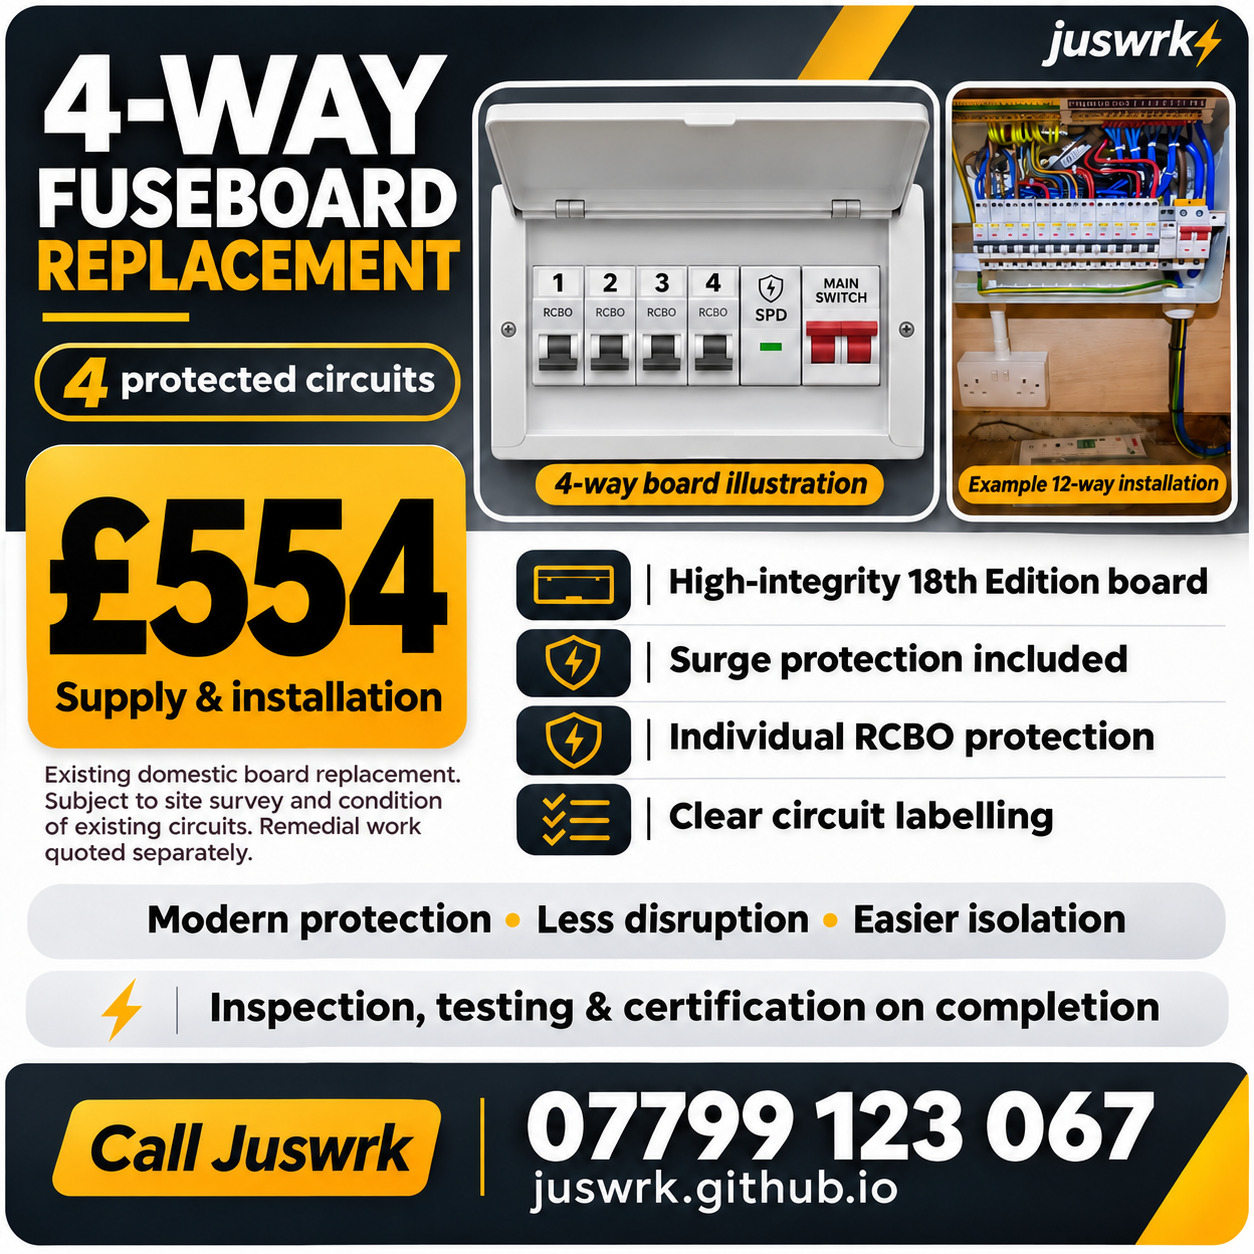 juswrk
4-WAY
FUSEBOARD
REPLACEMENT
4 protected circuits
£554
Supply & installation
Existing domestic board replacement.
Subject to site survey and condition
of existing circuits. Remedial work
quoted separately.
1 2 3 4
RCBO RCBO RCBO RCBO
SPD
MAIN
SWITCH
4-way board illustration
Example 12-way installation
High-integrity 18th Edition board
Surge protection included
Individual RCBO protection
Clear circuit labelling
Modern protection • Less disruption • Easier isolation
Inspection, testing & certification on completion
Call Juswrk
07799 123 067
juswrk.github.io